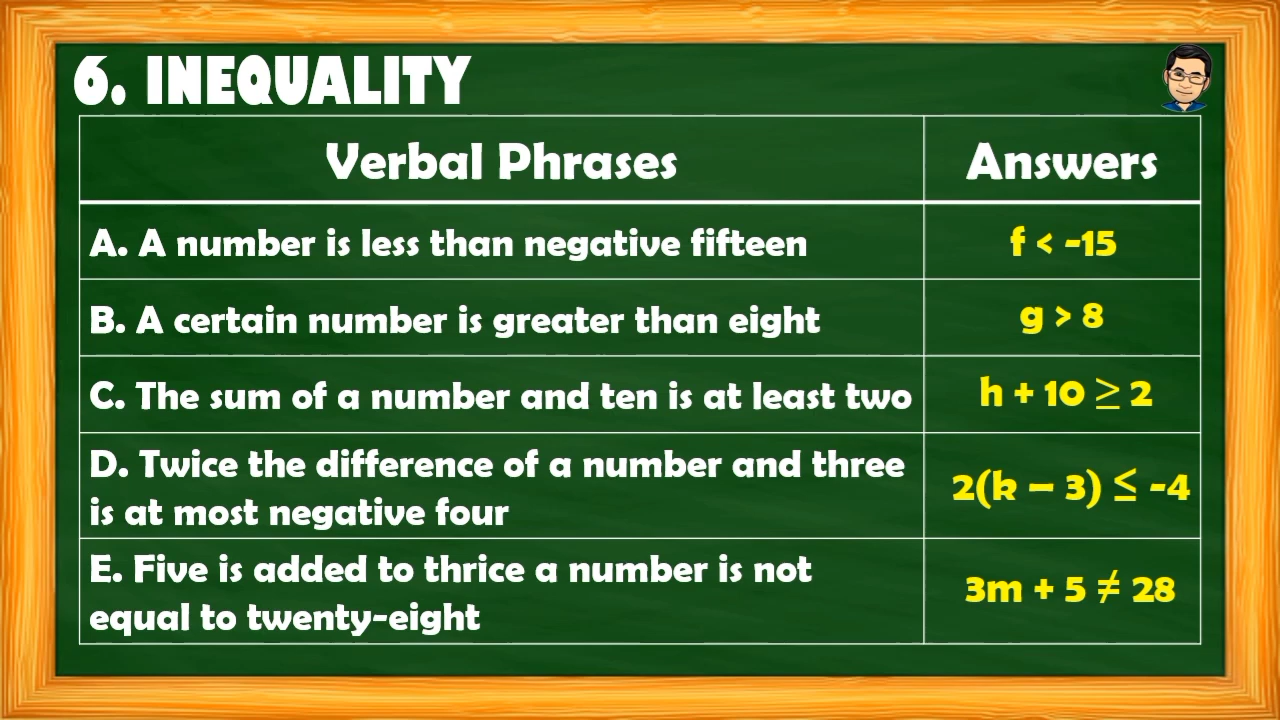 6. INEQUALITY
Verbal Phrases
Answers
A. A number is less than negative fifteen
f < -15
B. A certain number is greater than eight
g > 8
C. The sum of a number and ten is at least two
h + 10 ≥ 2
D. Twice the difference of a number and three
is at most negative four
2(k – 3) ≤ -4
E. Five is added to thrice a number is not
equal to twenty-eight
3m + 5 ≠ 28